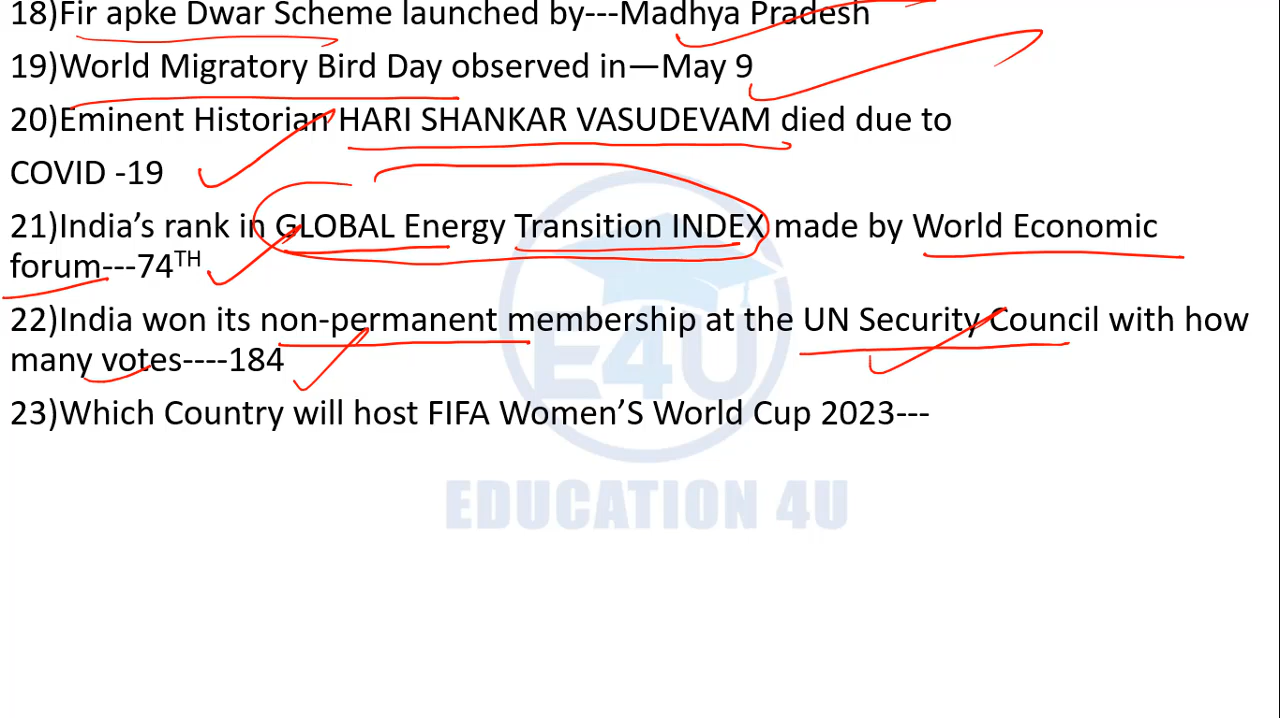 18)Fir apke Dwar Scheme launched by---Madhya Pradesh
19)World Migratory Bird Day observed in—May 9
20)Eminent Historian HARI SHANKAR VASUDEVAM died due to
COVID -19
21)India’s rank in GLOBAL Energy Transition INDEX made by World Economic
forum---74TH
22)India won its non-permanent membership at the UN Security Council with how
many votes----184
23)Which Country will host FIFA Women’S World Cup 2023---
E4U
EDUCATION 4U